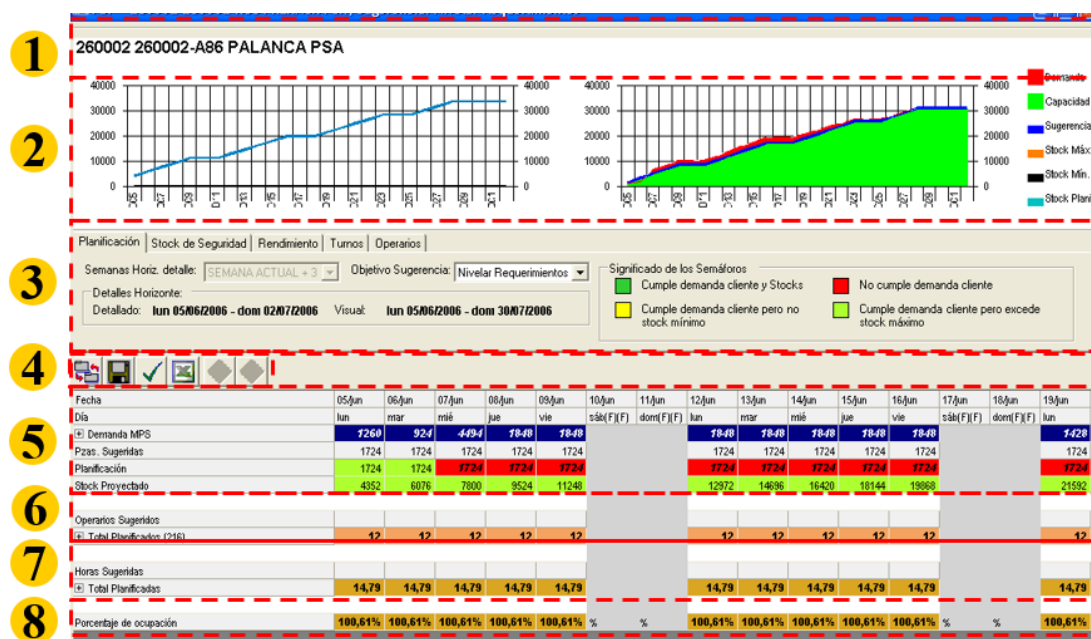 1
260002 260002-A86 PALANCA PSA
2
40000 40000 40000 40000
30000 30000 30000 30000
20000 20000 20000 20000
10000 10000 10000 10000
0 0 0 0
Demanda
Capacidad
Sugerencia
Stock Máx
Stock Mín.
Stock Plani
3
Planificación Stock de Seguridad Rendimiento Turnos Operarios
Semanas Horiz. detalle: SEMANA ACTUAL + 3 Objetivo Sugerencia: Nivelar Requerimientos
Detalles Horizonte:
Detallado: lun 05/06/2006 - dom 02/07/2006 Visual: lun 05/06/2006 - dom 30/07/2006
Significado de los Semáforos
Cumple demanda cliente y Stocks No cumple demanda cliente
Cumple demanda cliente pero no stock mínimo
Cumple demanda cliente pero excede stock máximo
4
5
Fecha 05/jun 06/jun 07/jun 08/jun 09/jun 10/jun 11/jun 12/jun 13/jun 14/jun 15/jun 16/jun 17/jun 18/jun 19/jun
Día lun mar mié jue vie sáb(F)(F) dom(F)(F) lun mar mié jue vie sáb(F)(F) dom(F)(F) lun
Demanda MPS 1260 924 4494 1848 1848 1848 1848 1848 1848 1848 1428
Pzas. Sugeridas 1724 1724 1724 1724 1724 1724 1724 1724 1724 1724 1724
Planificación 1724 1724 1724 1724 1724 1724 1724 1724 1724 1724 1724
Stock Proyectado 4352 6076 7800 9524 11248 12972 14696 16420 18144 19868 21592
6
Operarios Sugeridos
Total Planificados (216) 12 12 12 12 12 12 12 12 12 12 12
7
Horas Sugeridas
Total Planificadas 14,79 14,79 14,79 14,79 14,79 14,79 14,79 14,79 14,79 14,79 14,79
8
Porcentaje de ocupación 100,61% 100,61% 100,61% 100,61% 100,61% % % 100,61% 100,61% 100,61% 100,61% 100,61% % % 100,61%